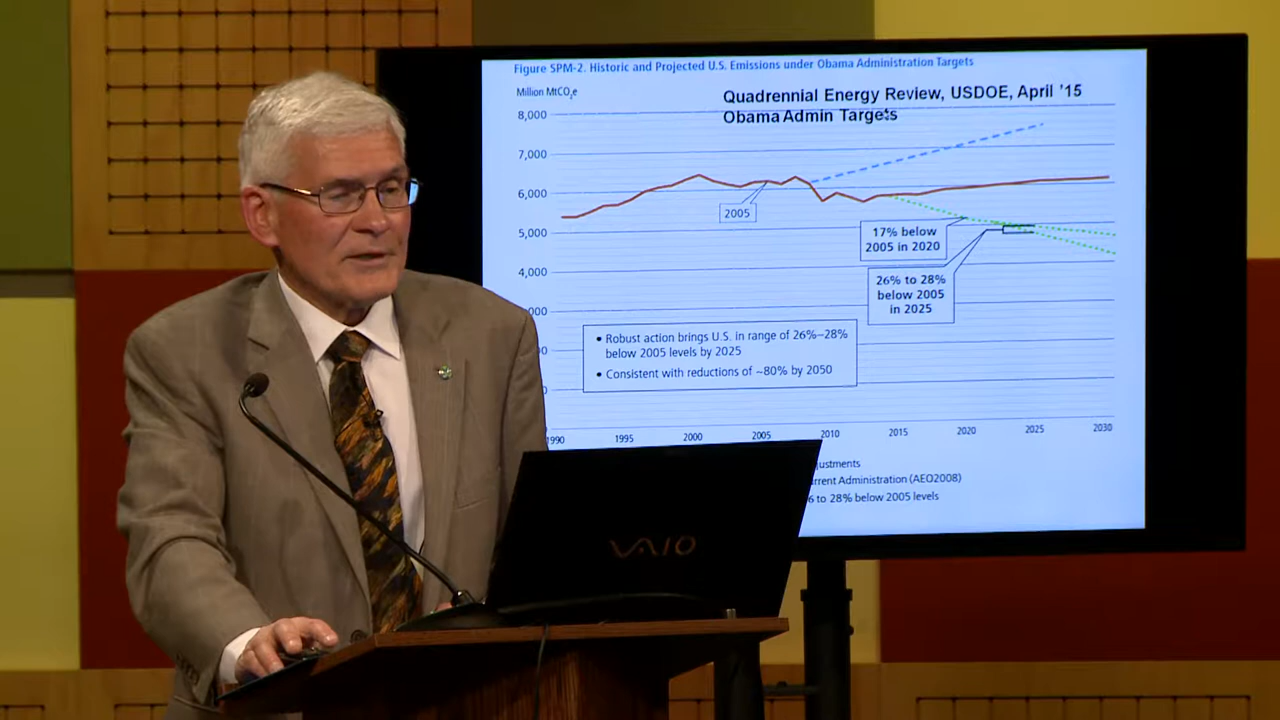 Figure SPM-2. Historic and Projected U.S. Emissions under Obama Administration Targets
Million MtCO₂e
Quadrennial Energy Review, USDOE, April '15
Obama Admin Targets
8,000
7,000
6,000
5,000
4,000
000
0
0
2005
17% below
2005 in 2020
26% to 28%
below 2005
in 2025
• Robust action brings U.S. in range of 26%–28%
below 2005 levels by 2025
• Consistent with reductions of ~80% by 2050
1990 1995 2000 2005 2010 2015 2020 2025 2030
ustments
rrent Administration (AEO2008)
6 to 28% below 2005 levels
VAIO